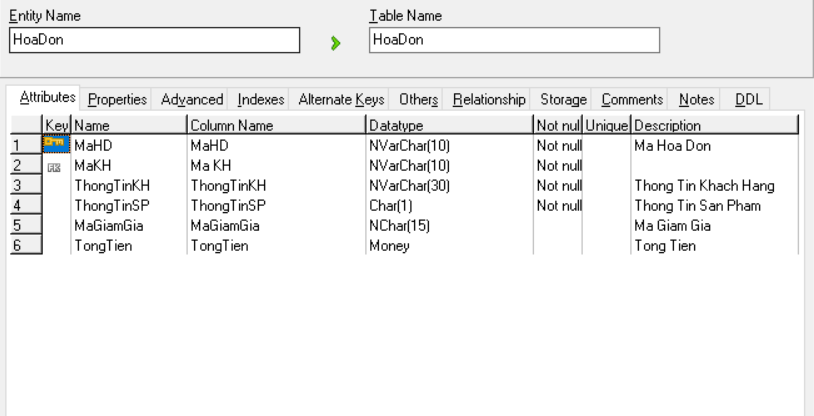 Entity Name Table Name
HoaDon HoaDon
Attributes Properties Advanced Indexes Alternate Keys Others Relationship Storage Comments Notes DDL
Key Name Column Name Datatype Not nul Unique Description
1 MaHD MaHD NVarChar(10) Not null Ma Hoa Don
2 FK MaKH Ma KH NVarChar(10) Not null
3 ThongTinKH ThongTinKH NVarChar(30) Not null Thong Tin Khach Hang
4 ThongTinSP ThongTinSP Char(1) Not null Thong Tin San Pham
5 MaGiamGia MaGiamGia NChar(15) Ma Giam Gia
6 TongTien TongTien Money Tong Tien